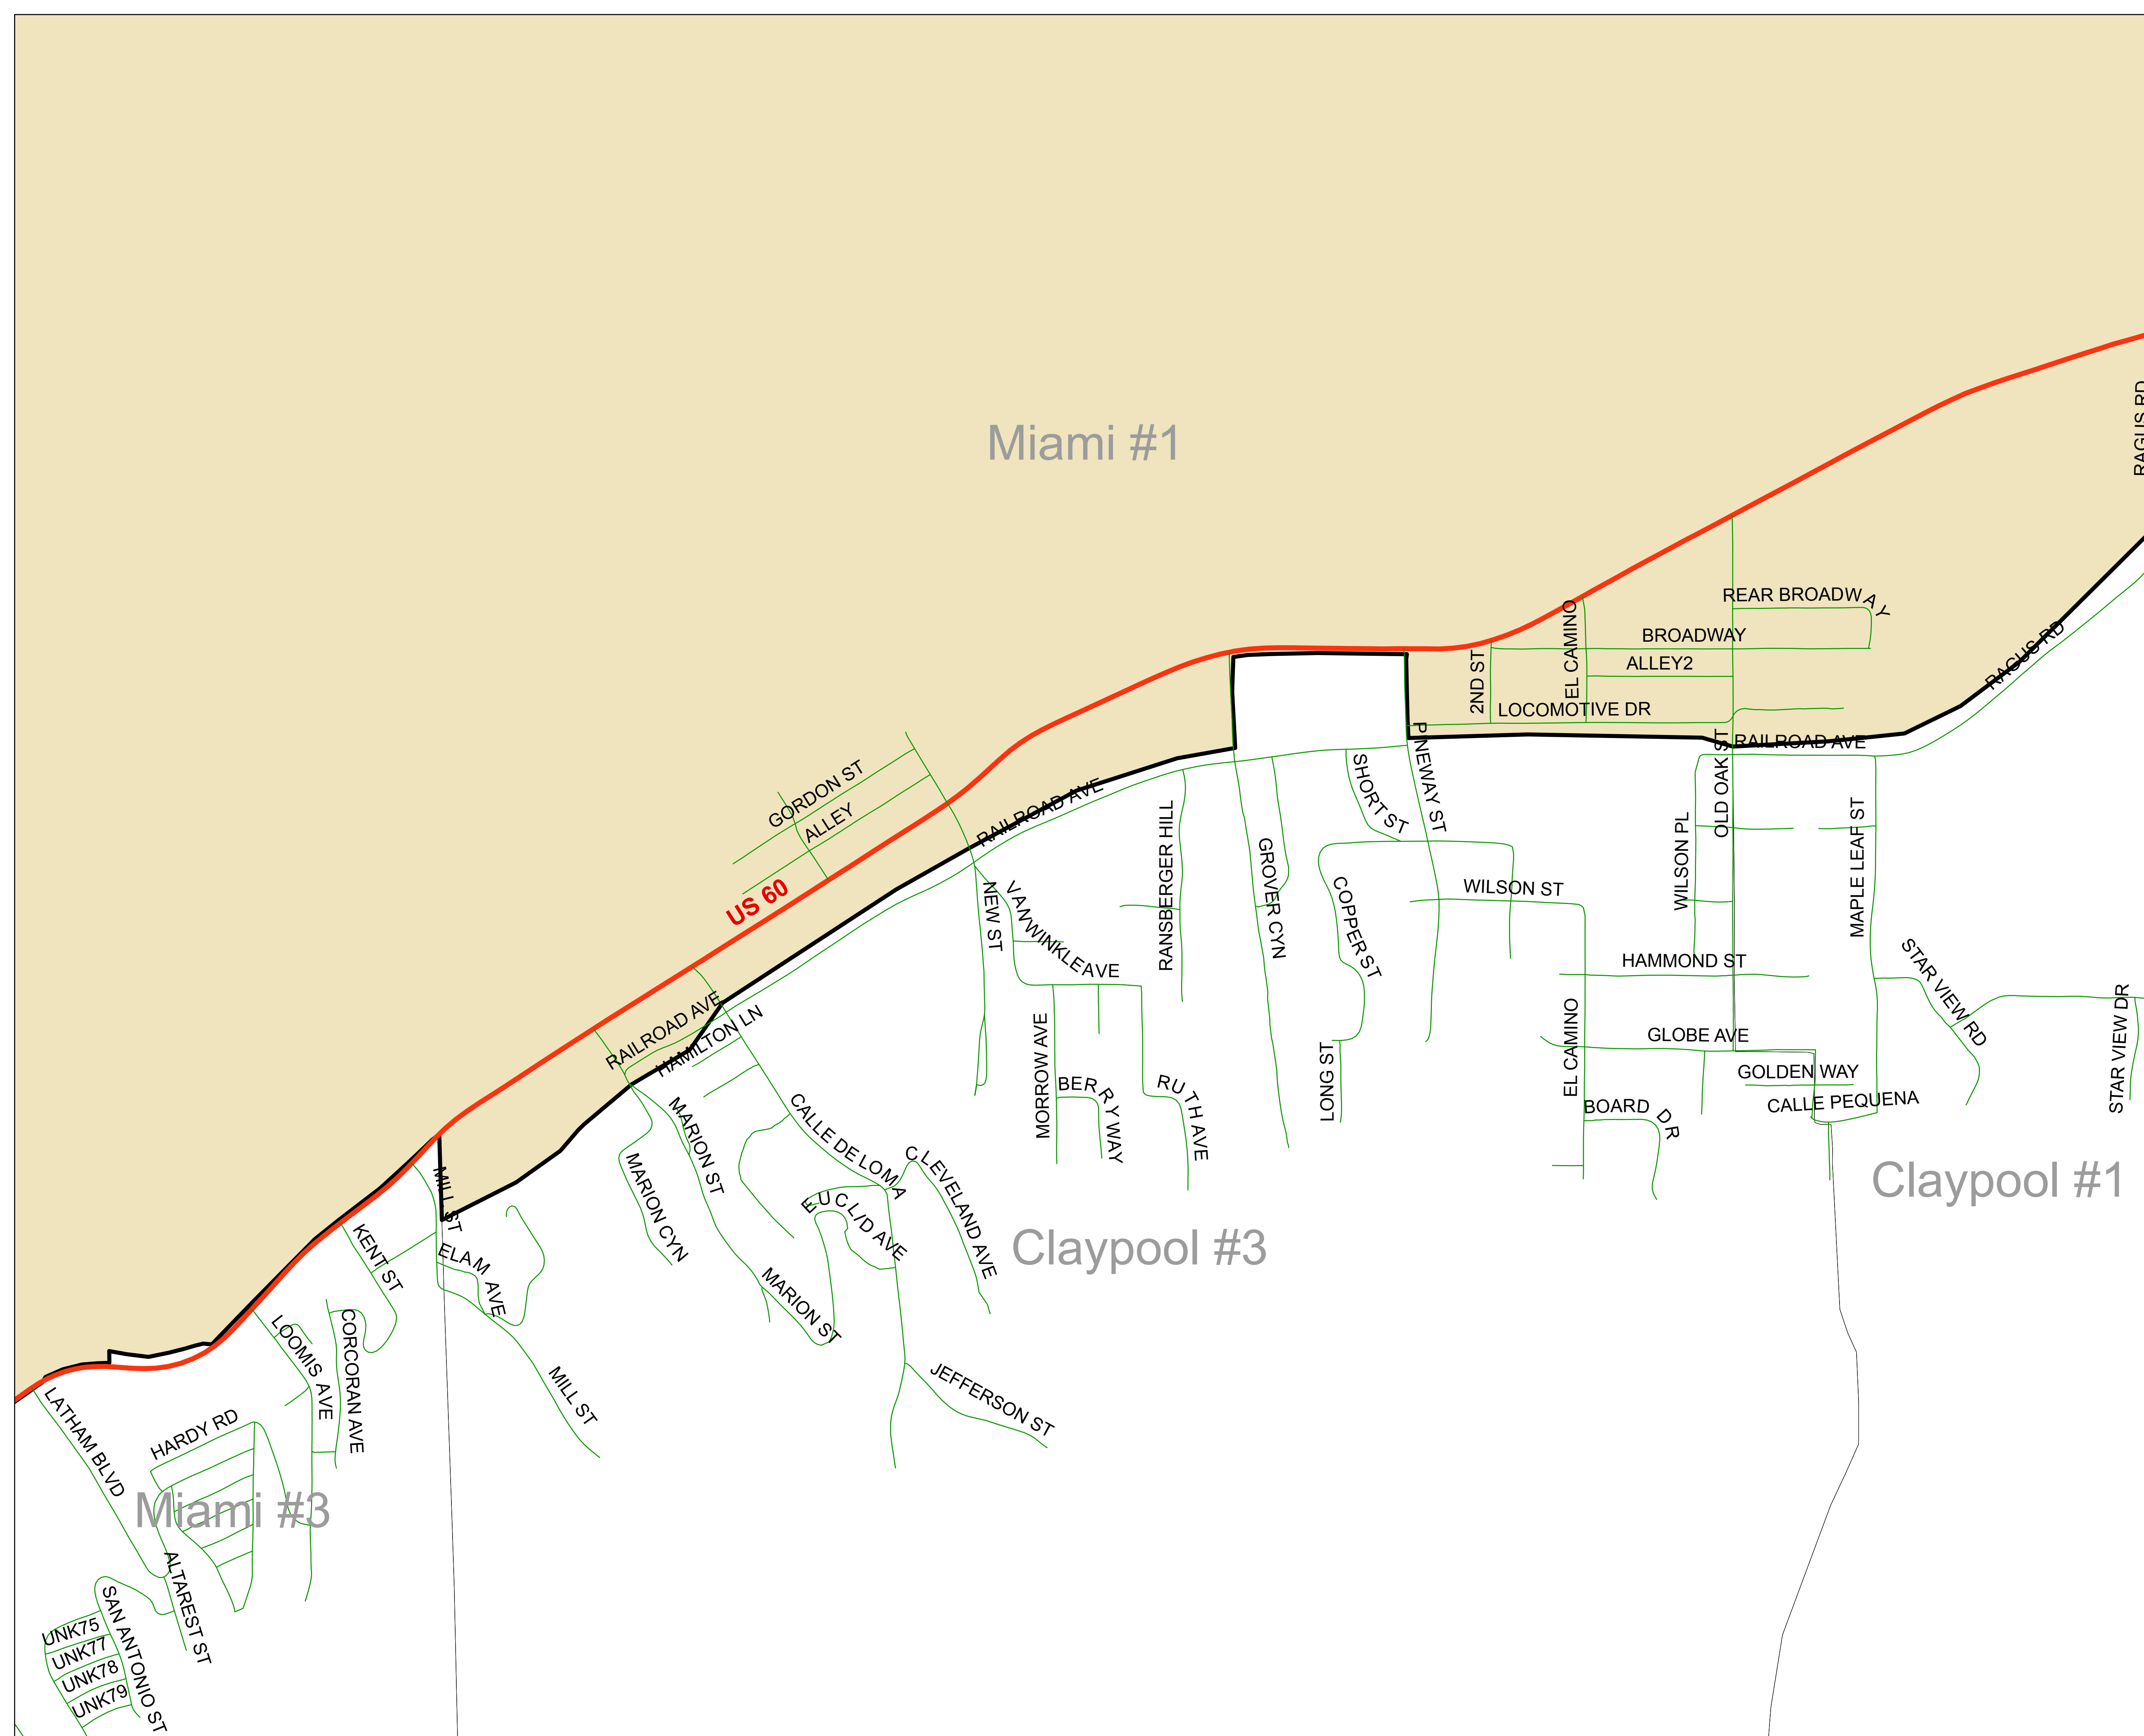 RAGUS RD
Miami #1
REAR BROADWAY
BROADWAY
ALLEY2
EL CAMINO
2ND ST
LOCOMOTIVE DR
RAGUS RD
RAILROAD AVE
OLD OAK ST
PINEWAY ST
SHORT ST
GORDON ST
ALLEY
US 60
RAILROAD AVE
RANSBERGER HILL
GROVER CYN
COPPER ST
WILSON ST
WILSON PL
MAPLE LEAF ST
NEW ST
VAN WINKLE AVE
HAMMOND ST
STAR VIEW RD
STAR VIEW DR
RAILROAD AVE
HAMILTON LN
MORROW AVE
BERRY WAY
RUTH AVE
LONG ST
EL CAMINO
GLOBE AVE
GOLDEN WAY
CALLE PEQUENA
BOARD DR
MARION ST
MARION CYN
CALLE DE LOMA
CLEVELAND AVE
EUCLID AVE
Claypool #1
Claypool #3
MILL ST
KENT ST
ELAM AVE
MARION ST
LOOMIS AVE
CORCORAN AVE
MILL ST
JEFFERSON ST
LATHAM BLVD
HARDY RD
Miami #3
ALTAREST ST
SAN ANTONIO ST
UNK75
UNK77
UNK78
UNK79